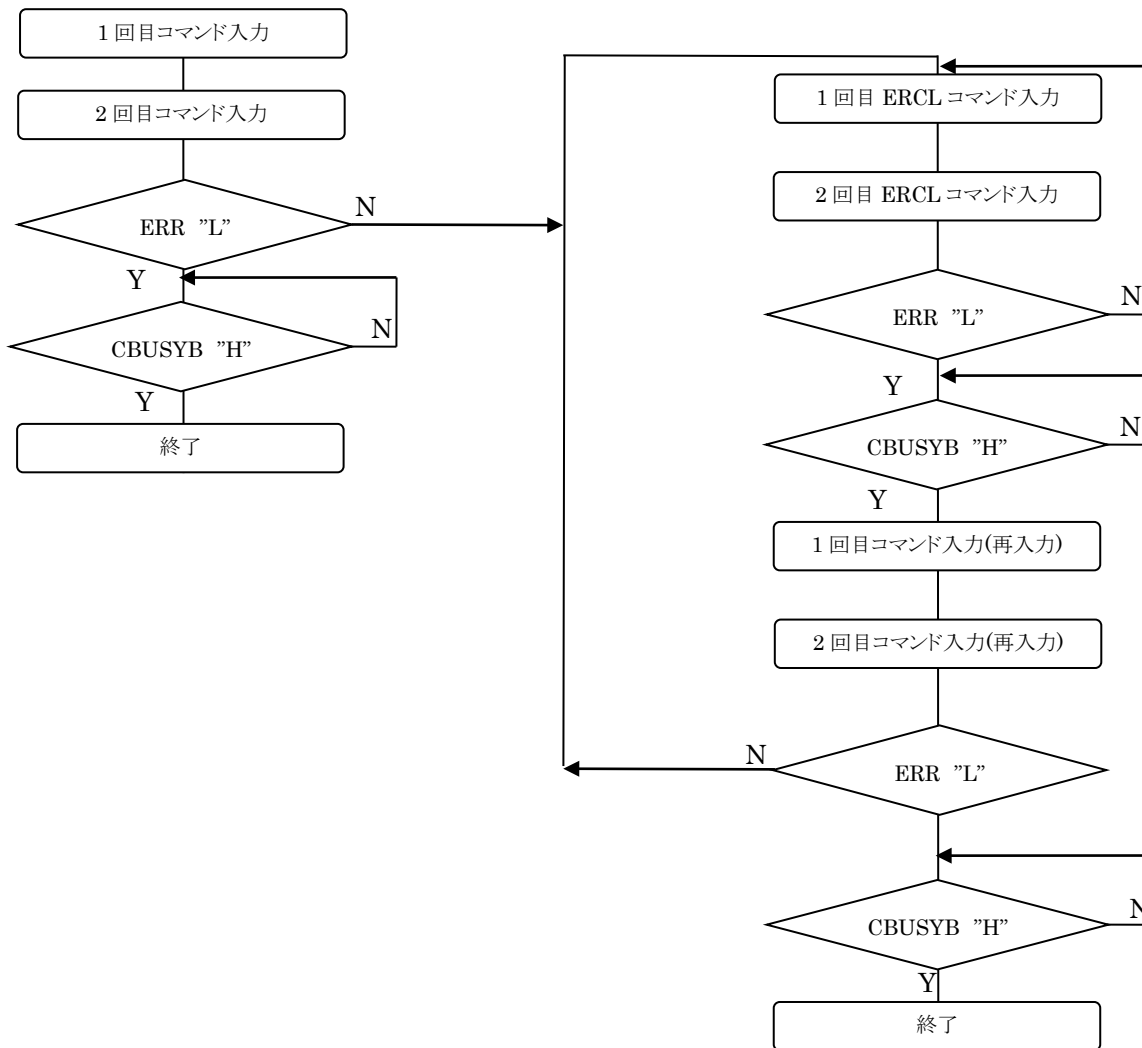 1 回目コマンド入力
2 回目コマンド入力
ERR ”L”
N
Y
CBUSYB ”H”
N
Y
終了
1 回目 ERCL コマンド入力
2 回目 ERCL コマンド入力
ERR ”L”
N
Y
CBUSYB ”H”
N
Y
1 回目コマンド入力(再入力)
2 回目コマンド入力(再入力)
ERR ”L”
N
CBUSYB ”H”
N
Y
終了